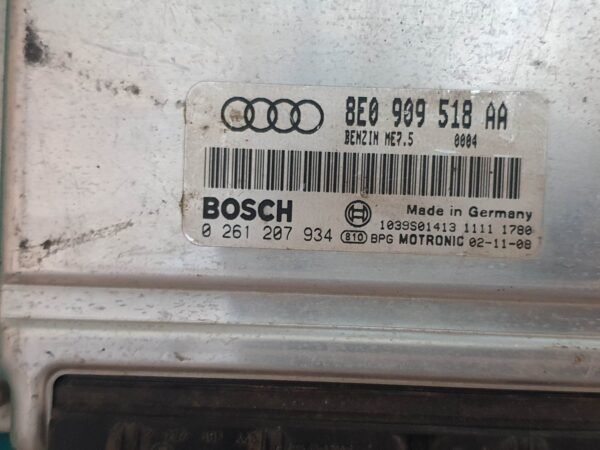 8E0 909 518 AA
BENZIN ME7.5 0004
BOSCH Made in Germany
1039S01413 1111 1780
0 261 207 934 810 BPG MOTRONIC 02-11-08